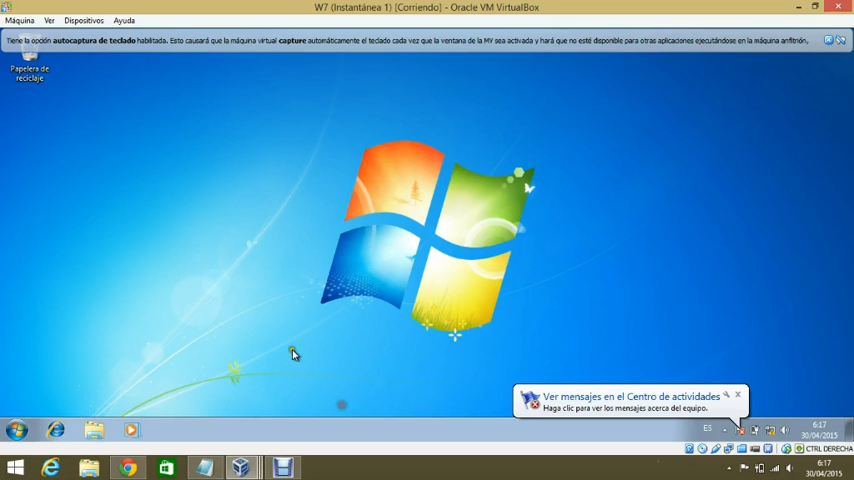 W7 (Instantánea 1) [Corriendo] - Oracle VM VirtualBox
Máquina Ver Dispositivos Ayuda
Tiene la opción autocaptura de teclado habilitada. Esto causará que la máquina virtual capture automáticamente el teclado cada vez que la ventana de la MV sea activada y hará que no esté disponible para otras aplicaciones ejecutándose en la máquina anfitrión,
Papelera de
reciclaje
Ver mensajes en el Centro de actividades
Haga clic para ver los mensajes acerca del equipo.
ES
6:17
30/04/2015
CTRL DERECHA
6:17
30/04/2015